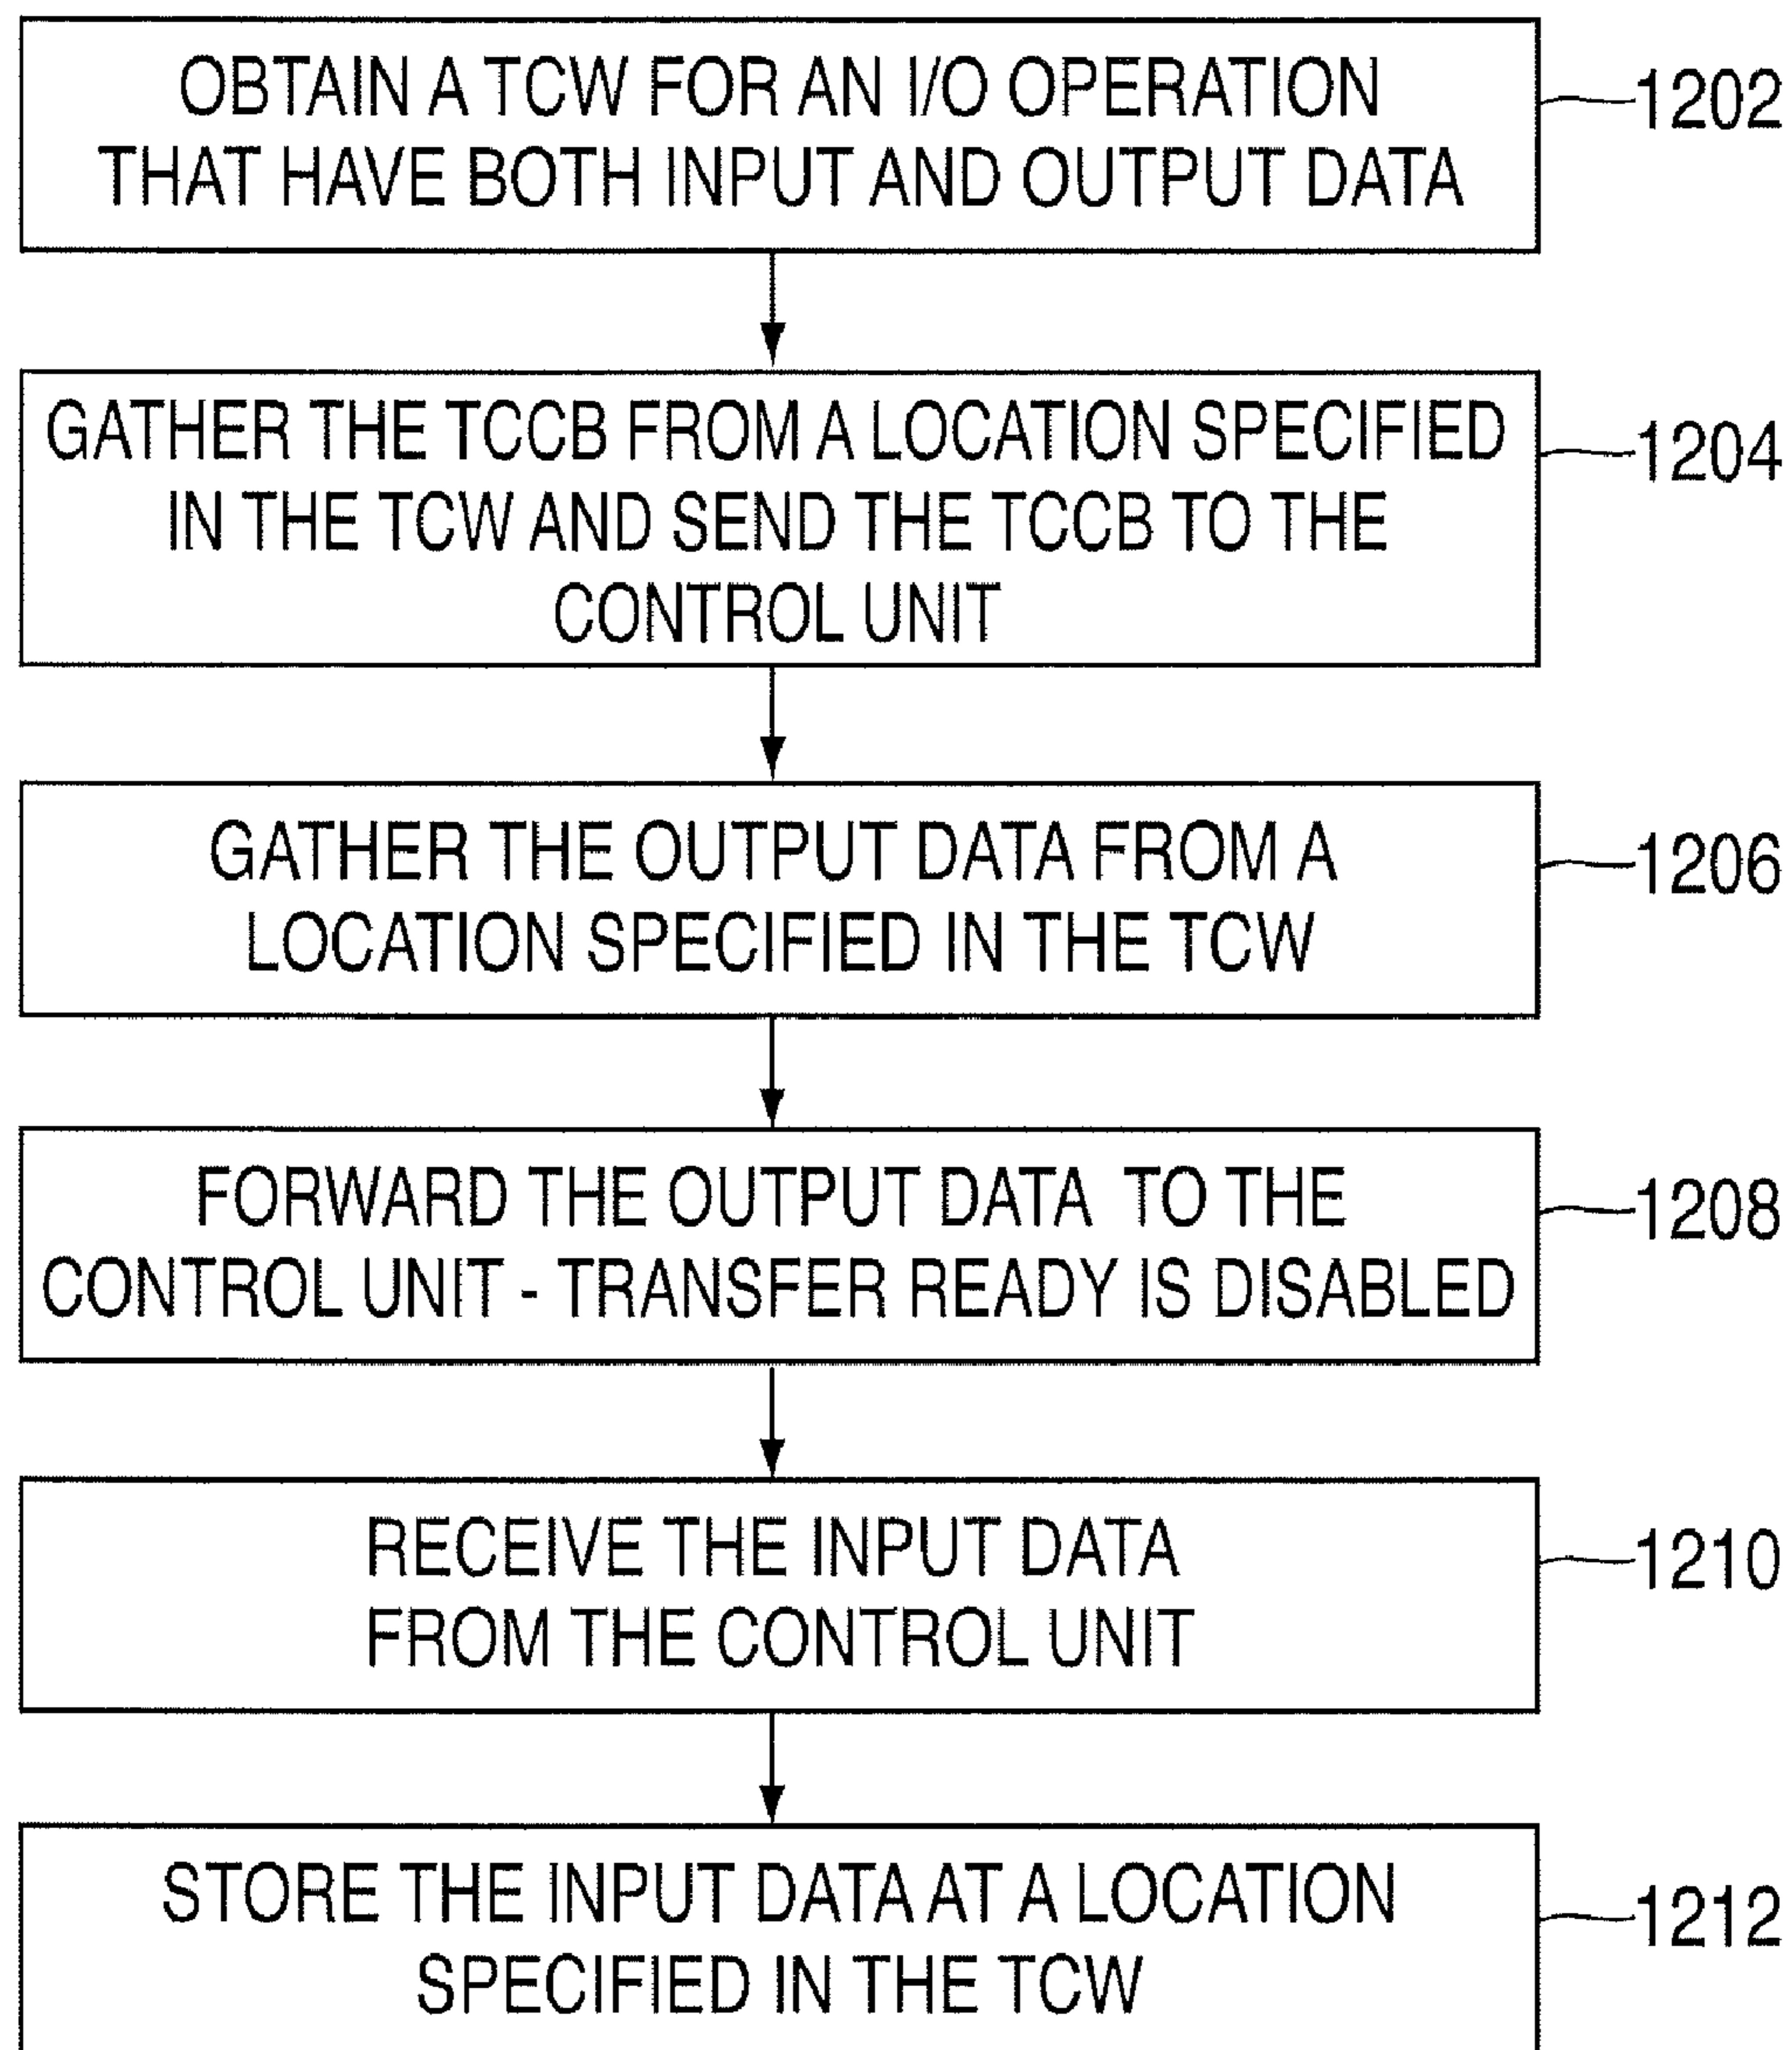 OBTAIN A TCW FOR AN I/O OPERATION
THAT HAVE BOTH INPUT AND OUTPUT DATA
1202
GATHER THE TCCB FROM A LOCATION SPECIFIED
IN THE TCW AND SEND THE TCCB TO THE
CONTROL UNIT
1204
GATHER THE OUTPUT DATA FROM A
LOCATION SPECIFIED IN THE TCW
1206
FORWARD THE OUTPUT DATA TO THE
CONTROL UNIT - TRANSFER READY IS DISABLED
1208
RECEIVE THE INPUT DATA
FROM THE CONTROL UNIT
1210
STORE THE INPUT DATA AT A LOCATION
SPECIFIED IN THE TCW
1212